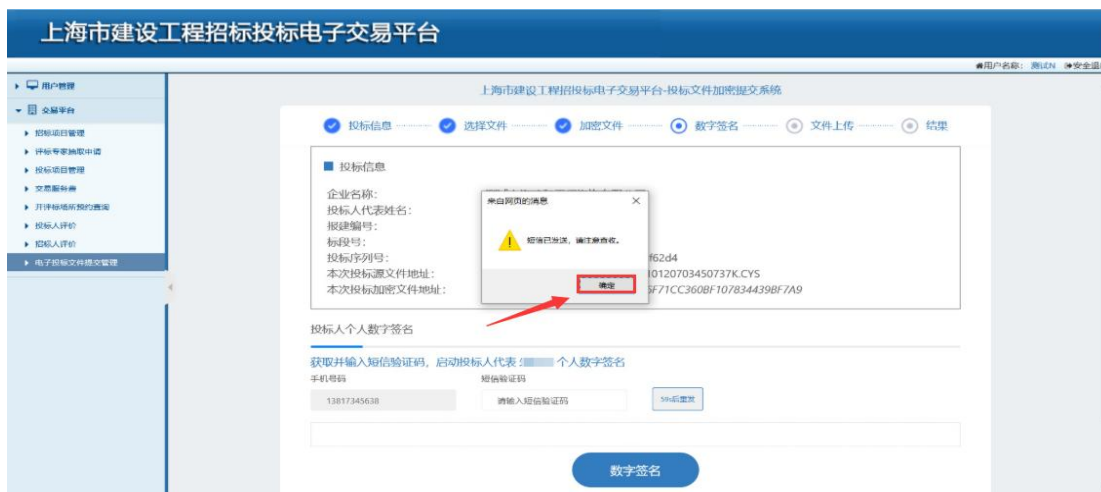 上海市建设工程招标投标电子交易平台
用户名称： 测试N 安全退
用户管理
交易平台
招标项目管理
评标专家抽取申请
投标项目管理
交易服务费
开评标场所预约查询
投标人评价
招标人评价
电子投标文件提交管理
上海市建设工程招投标电子交易平台-投标文件加密提交系统
投标信息 选择文件 加密文件 数字签名 文件上传 结果
投标信息
企业名称：
投标人代表姓名：
报建编号：
标段号：
投标序列号： f62d4
本次投标源文件地址： 10120703450737K.CYS
本次投标加密文件地址： 5F71CC360BF107834439BF7A9
来自网页的消息
短信已发送，请注意查收。
确定
投标人个人数字签名
获取并输入短信验证码，启动投标人代表 个人数字签名
手机号码 短信验证码
13817345638 请输入短信验证码 59s后重发
数字签名